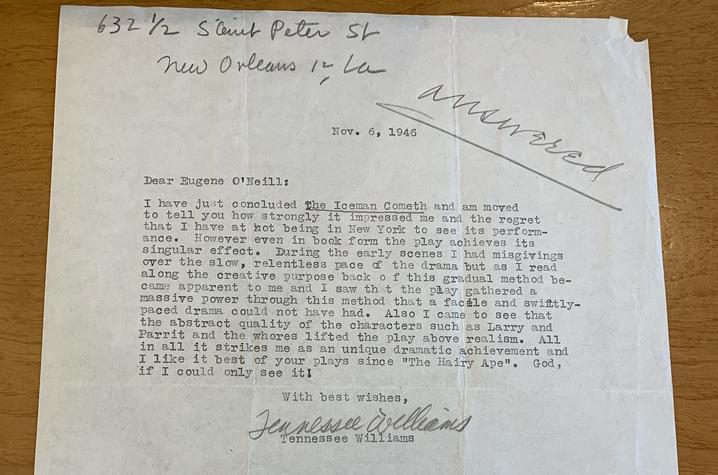 632 1/2 Saint Peter St
New Orleans 12, La
answered
Nov. 6, 1946
Dear Eugene O'Neill:
I have just concluded The Iceman Cometh and am moved
to tell you how strongly it impressed me and the regret
that I have at not being in New York to see its perform-
ance. However even in book form the play achieves its
singular effect. During the early scenes I had misgivings
over the slow, relentless pace of the drama but as I read
along the creative purpose back o f this gradual method be-
came apparent to me and I saw that the play gathered a
massive power through this method that a facile and swiftly-
paced drama could not have had. Also I came to see that
the abstract quality of the characters such as Larry and
Parrit and the whores lifted the play above realism. All
in all it strikes me as an unique dramatic achievement and
I like it best of your plays since "The Hairy Ape". God,
if I could only see it!
With best wishes,
Tennessee Williams
Tennessee Williams